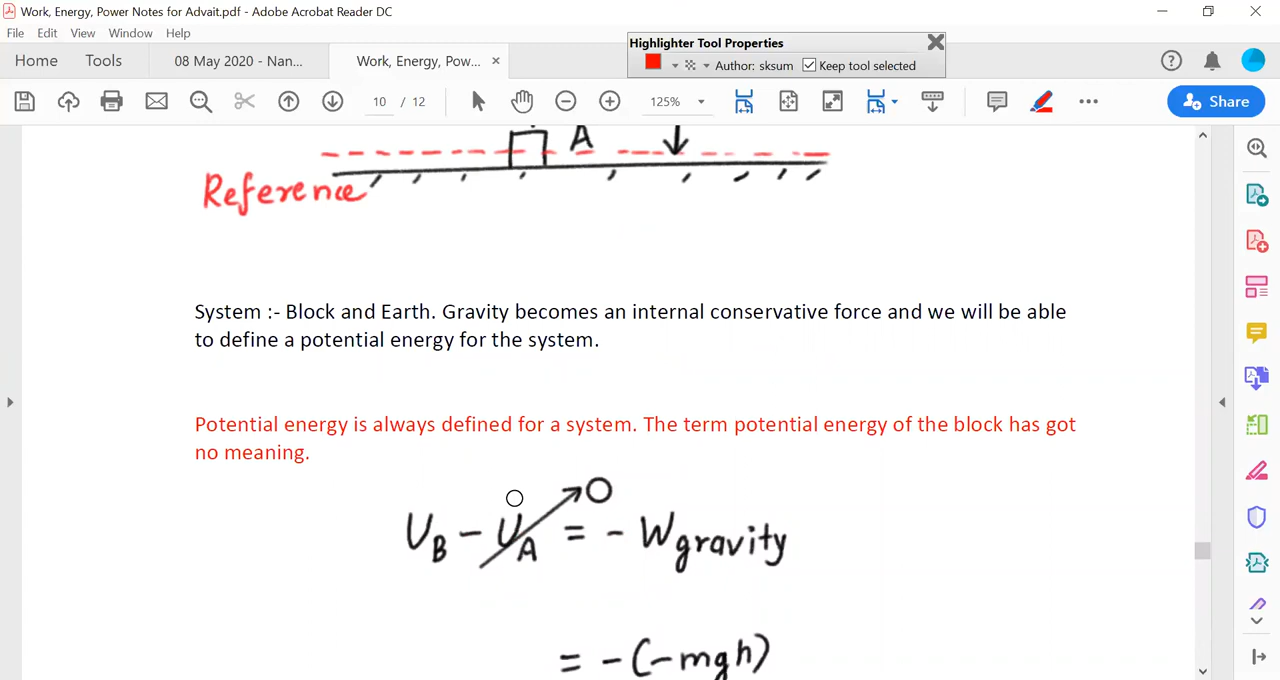 Work, Energy, Power Notes for Advait.pdf - Adobe Acrobat Reader DC
File Edit View Window Help
Highlighter Tool Properties
Author: sksum Keep tool selected
Home Tools 08 May 2020 - Nan... Work, Energy, Pow... ×
10 / 12 125% Share
A
Reference
System :- Block and Earth. Gravity becomes an internal conservative force and we will be able
to define a potential energy for the system.
Potential energy is always defined for a system. The term potential energy of the block has got
no meaning.
U_B - U_A → 0 = - W_gravity
= - (- mgh)